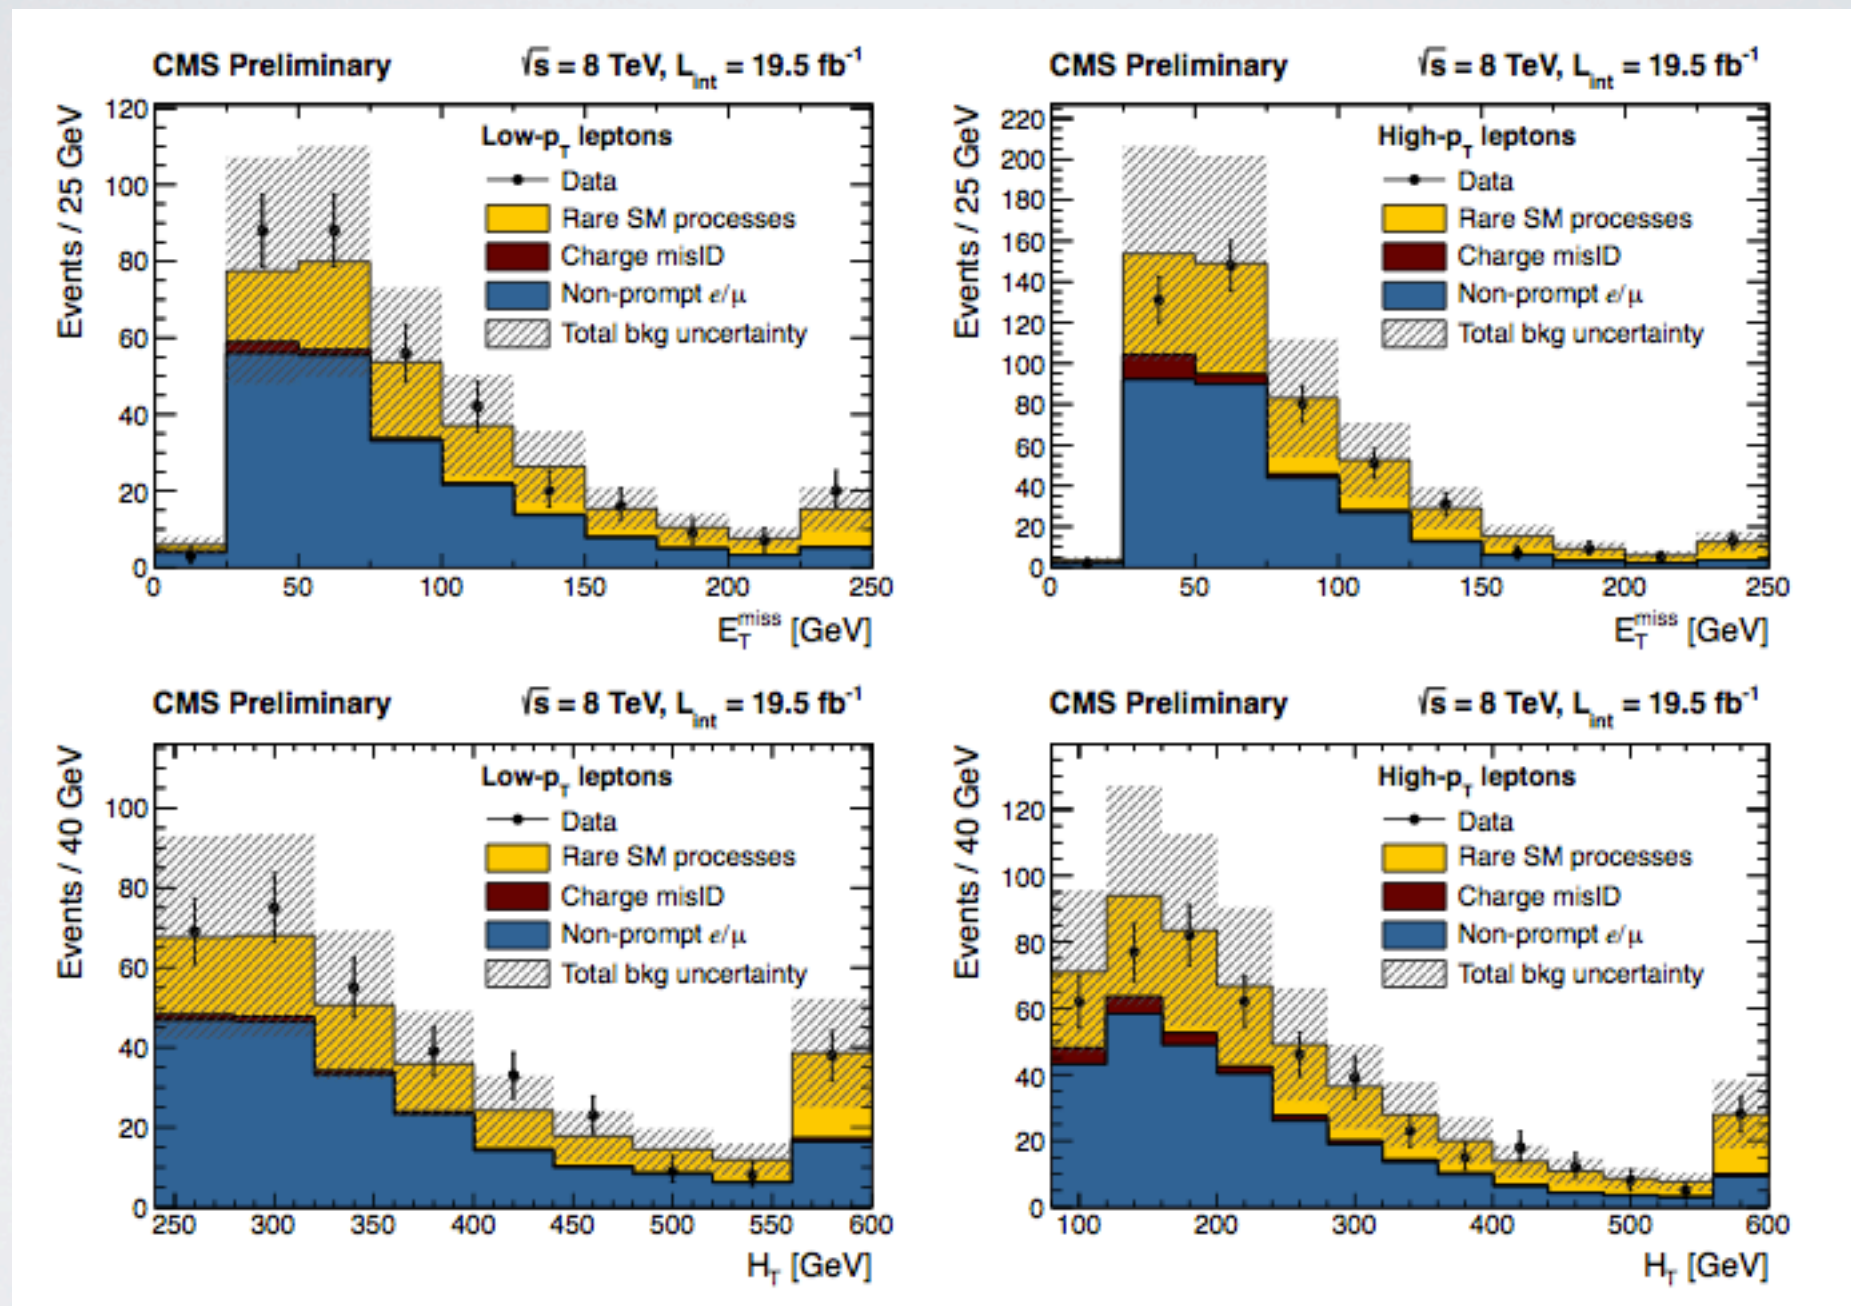 CMS Preliminary √s = 8 TeV, L_int = 19.5 fb⁻¹
Events / 25 GeV
120
100
80
60
40
20
0
Low-p_T leptons
Data
Rare SM processes
Charge misID
Non-prompt e/μ
Total bkg uncertainty
0 50 100 150 200 250
E_T^miss [GeV]
CMS Preliminary √s = 8 TeV, L_int = 19.5 fb⁻¹
Events / 25 GeV
220
200
180
160
140
120
100
80
60
40
20
0
High-p_T leptons
Data
Rare SM processes
Charge misID
Non-prompt e/μ
Total bkg uncertainty
0 50 100 150 200 250
E_T^miss [GeV]
CMS Preliminary √s = 8 TeV, L_int = 19.5 fb⁻¹
Events / 40 GeV
100
80
60
40
20
0
Low-p_T leptons
Data
Rare SM processes
Charge misID
Non-prompt e/μ
Total bkg uncertainty
250 300 350 400 450 500 550 600
H_T [GeV]
CMS Preliminary √s = 8 TeV, L_int = 19.5 fb⁻¹
Events / 40 GeV
120
100
80
60
40
20
0
High-p_T leptons
Data
Rare SM processes
Charge misID
Non-prompt e/μ
Total bkg uncertainty
100 200 300 400 500 600
H_T [GeV]